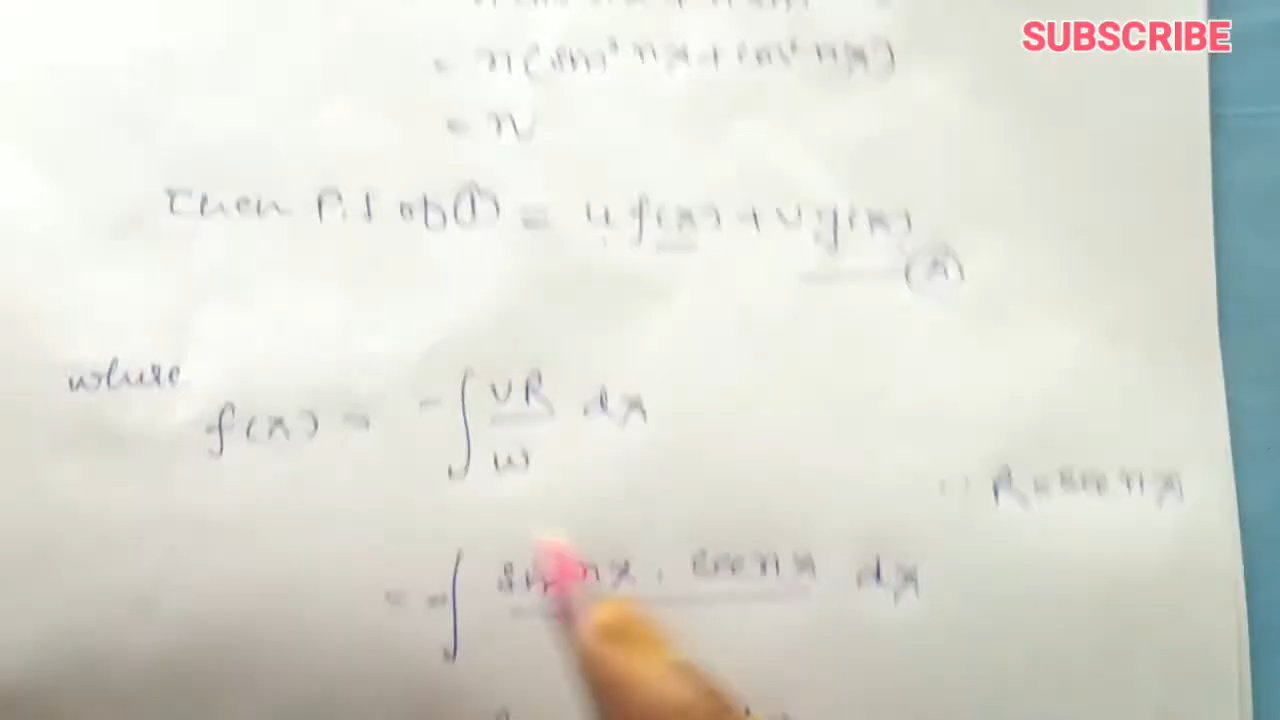 SUBSCRIBE
= n(sin² nx + cos² nx)
= n
Then P.I of (1) = u f(x) + v g(x)
(A)
where
f(x) = - ∫ VR/W dx
∵ R = sec nx
= - ∫ sin nx . sec nx dx